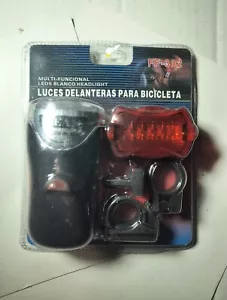 MULTI-FUNCIONAL
LEDS BLANCO HEADLIGHT
LUCES DELANTERAS PARA BICICLETA